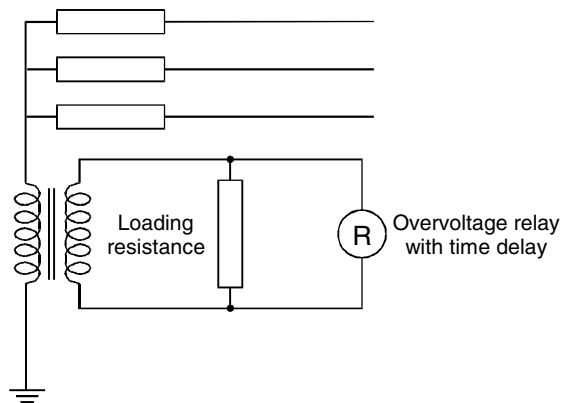 Loading
resistance
R
Overvoltage relay
with time delay